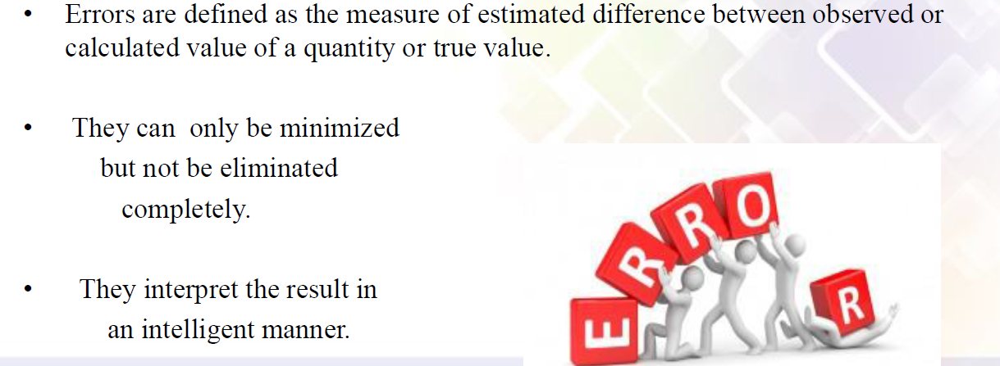 • Errors are defined as the measure of estimated difference between observed or
calculated value of a quantity or true value.
• They can only be minimized
but not be eliminated
completely.
• They interpret the result in
an intelligent manner.
E R R O R